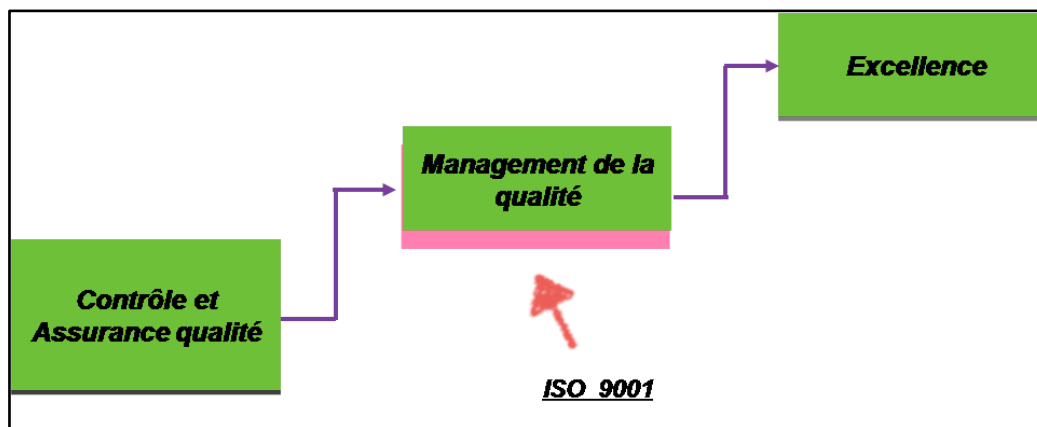 Excellence
Management de la
qualité
Contrôle et
Assurance qualité
ISO 9001